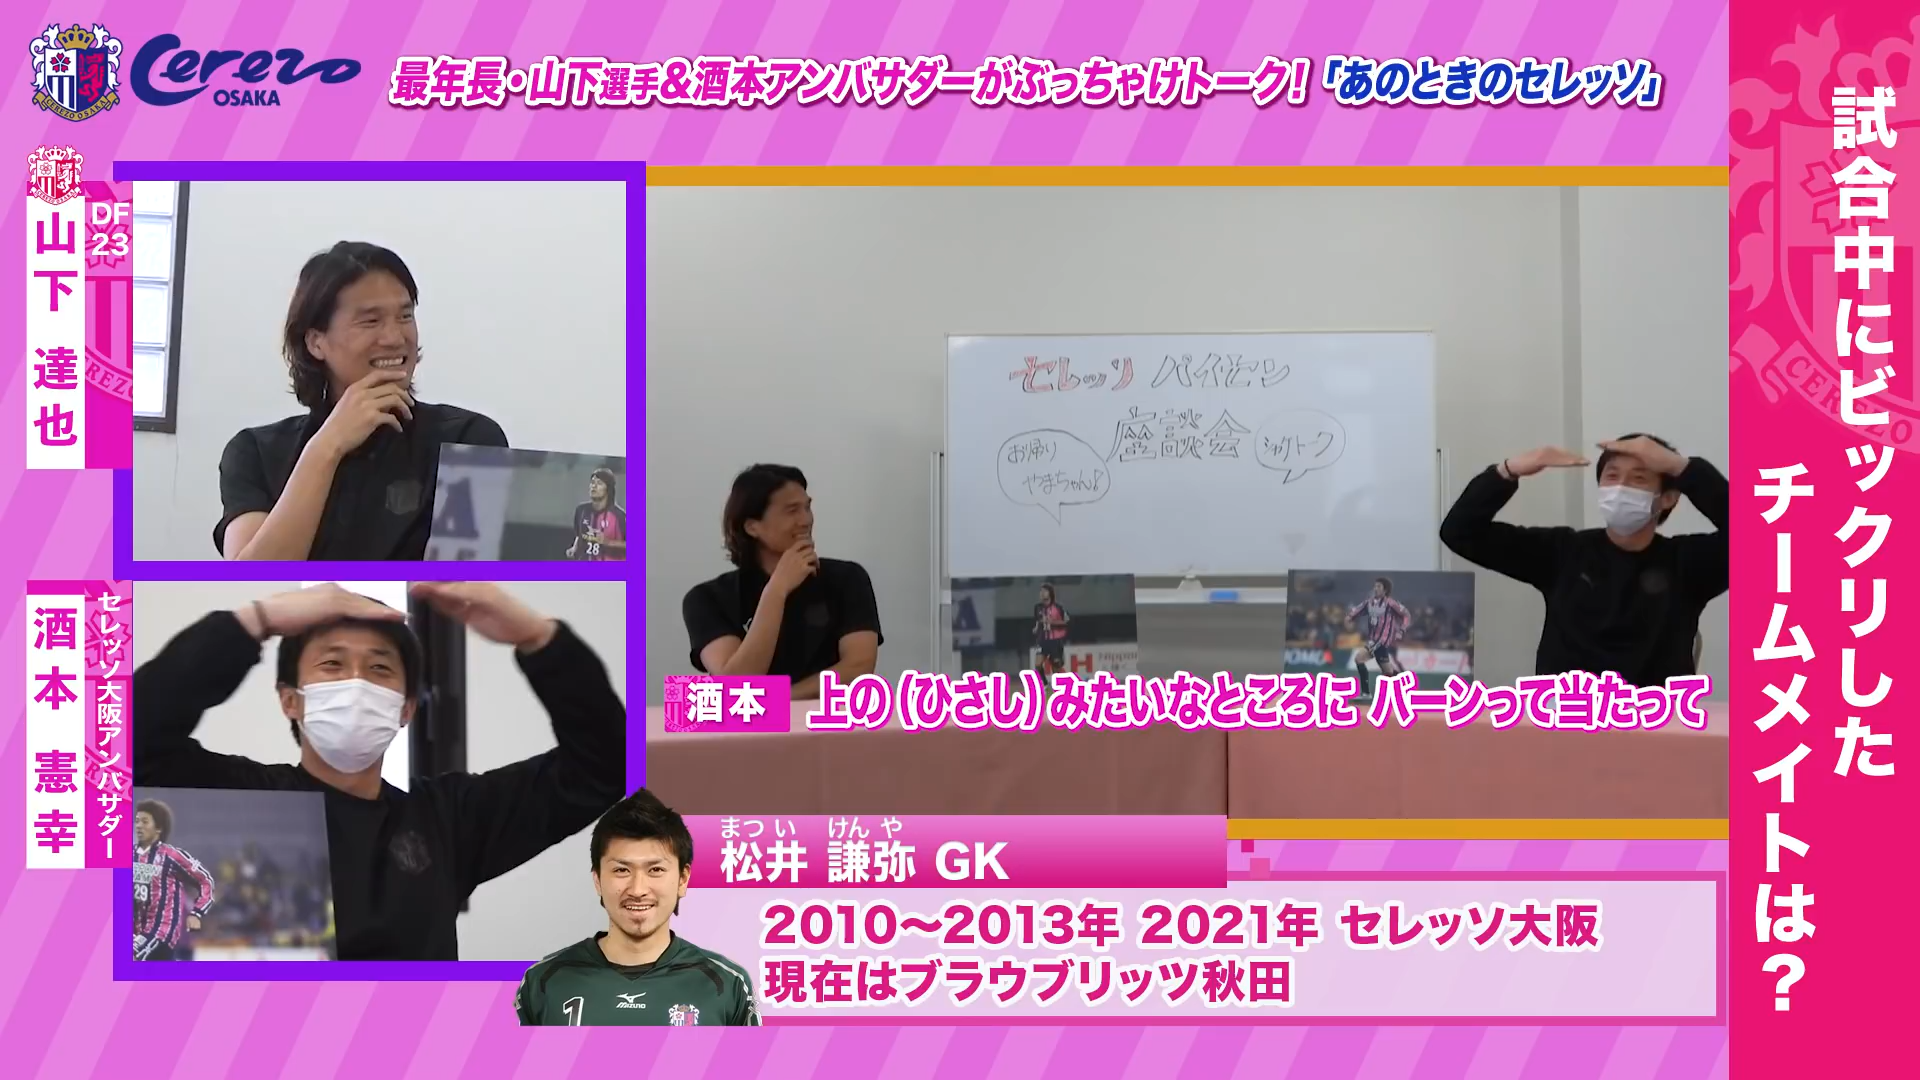 Cerezo
OSAKA
最年長・山下選手&酒本アンバサダーがぶっちゃけトーク!「あのときのセレッソ」
試合中にビックリした
チームメイトは?
DF
23
山下 達也
28
セレッソ大阪アンバサダー
酒本 憲幸
29
セレッソ パイセン
座談会
お帰り
やまちゃん!
シャケトーク
酒本
上の(ひさし)みたいなところに バーンって当たって
まつい けんや
松井 謙弥 GK
2010〜2013年 2021年 セレッソ大阪
現在はブラウブリッツ秋田
1
MIZUNO